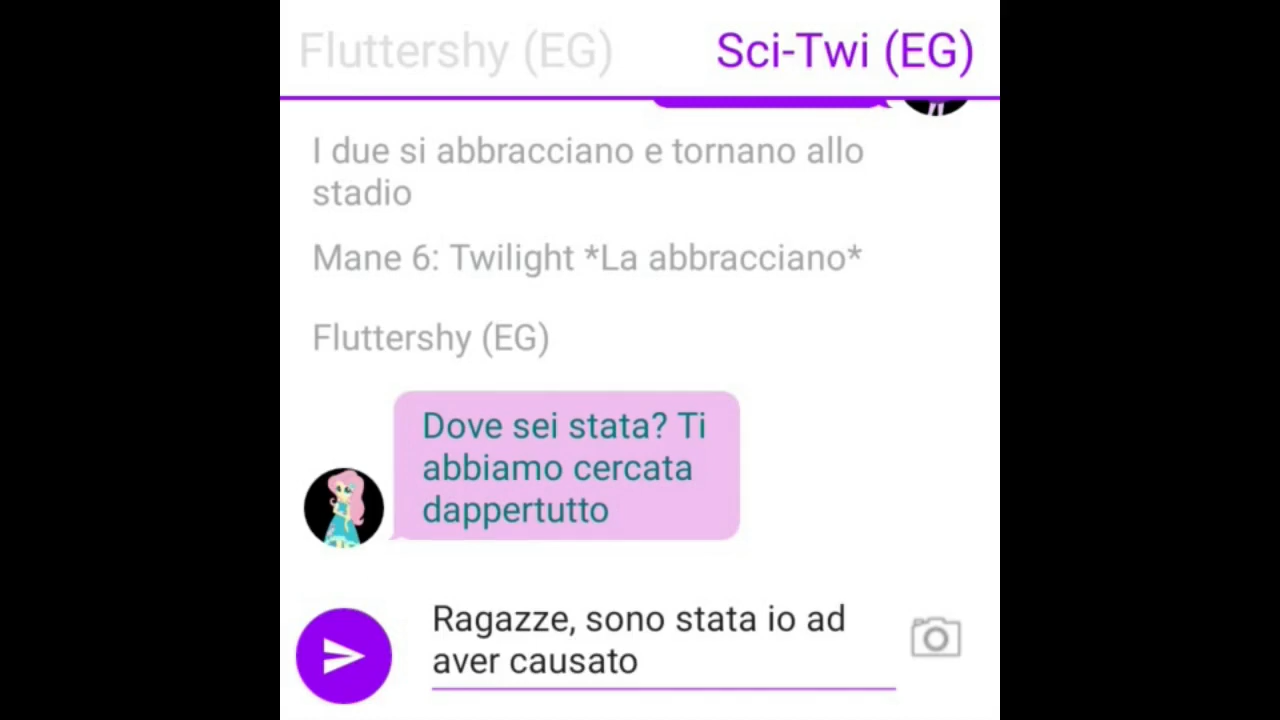 Fluttershy (EG) Sci-Twi (EG)
I due si abbracciano e tornano allo
stadio
Mane 6: Twilight *La abbracciano*
Fluttershy (EG)
Dove sei stata? Ti
abbiamo cercata
dappertutto
Ragazze, sono stata io ad
aver causato